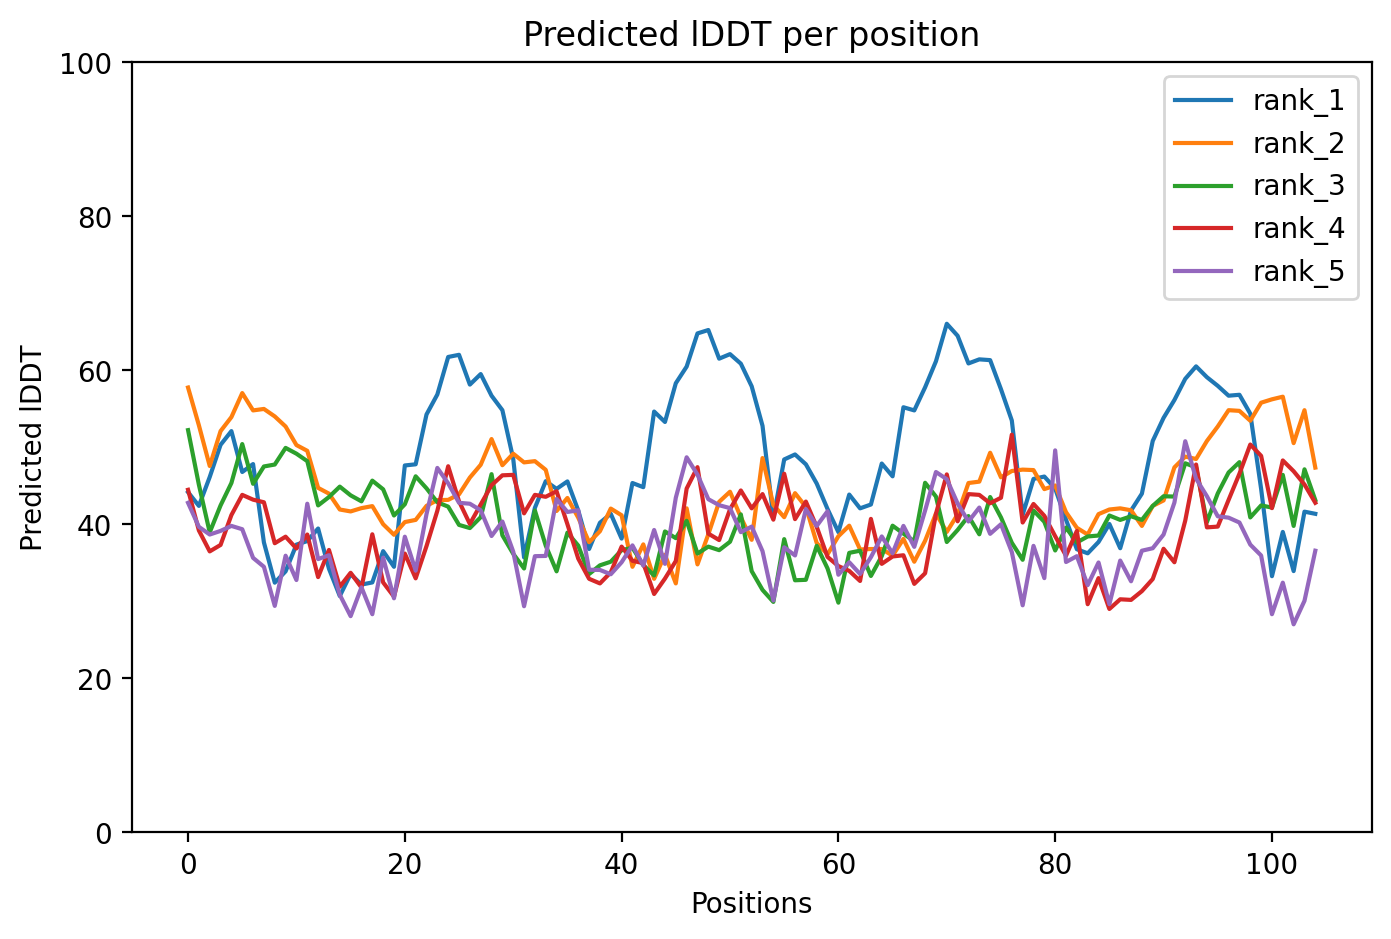 Predicted lDDT per position
100
80
60
40
20
0
Predicted lDDT
rank_1
rank_2
rank_3
rank_4
rank_5
0 20 40 60 80 100
Positions